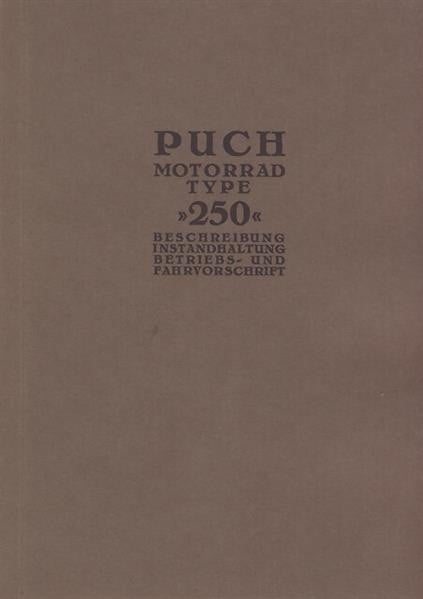 PUCH
MOTORRAD
TYPE
»250«
BESCHREIBUNG
INSTANDHALTUNG
BETRIEBS- UND
FAHRVORSCHRIFT